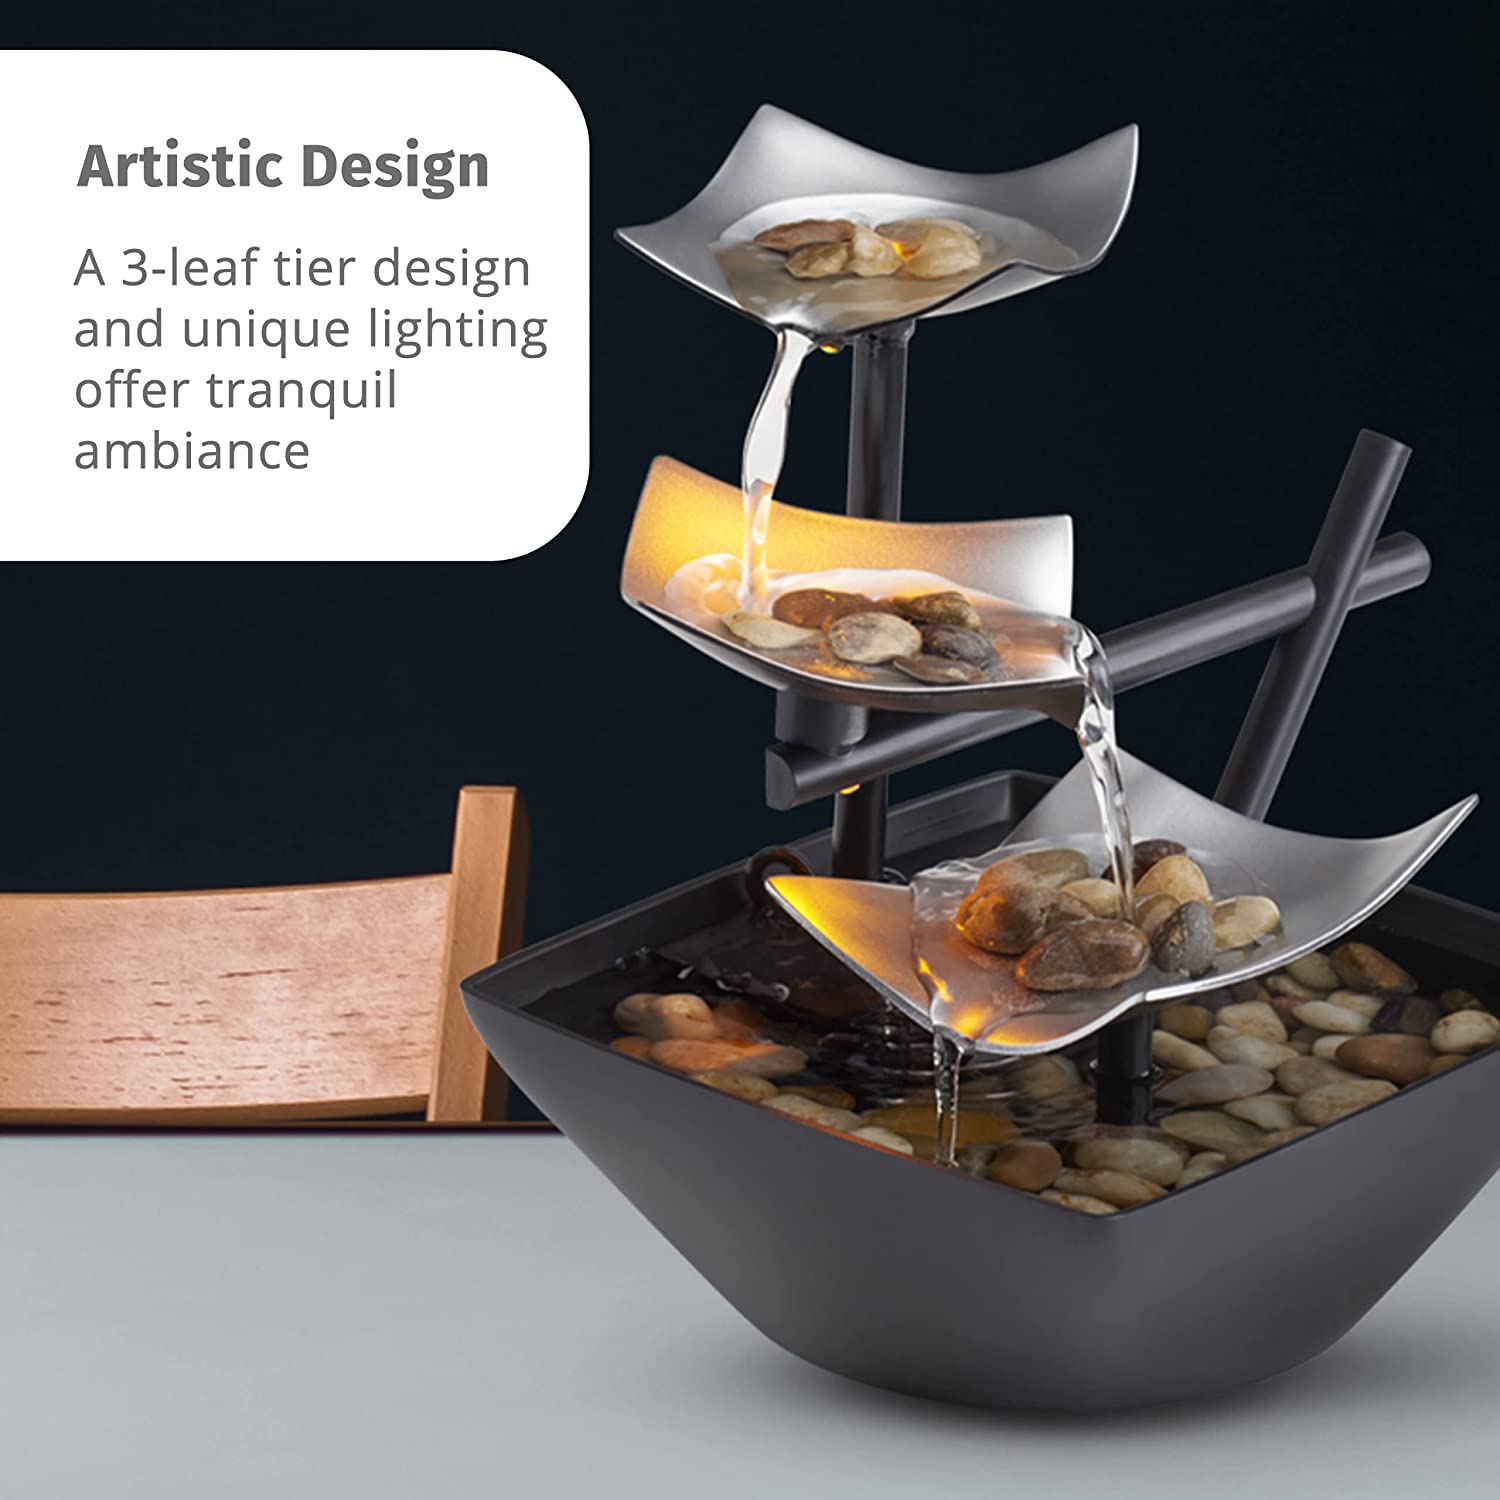 Artistic Design
A 3-leaf tier design
and unique lighting
offer tranquil
ambiance